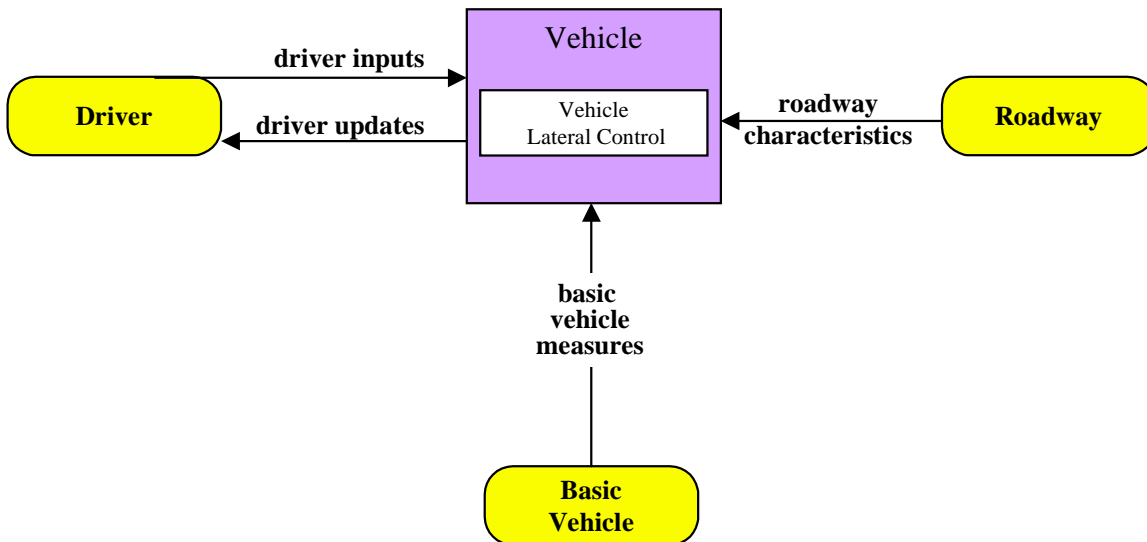 Vehicle
driver inputs
Driver
driver updates
Vehicle
Lateral Control
roadway
characteristics
Roadway
basic
vehicle
measures
Basic
Vehicle